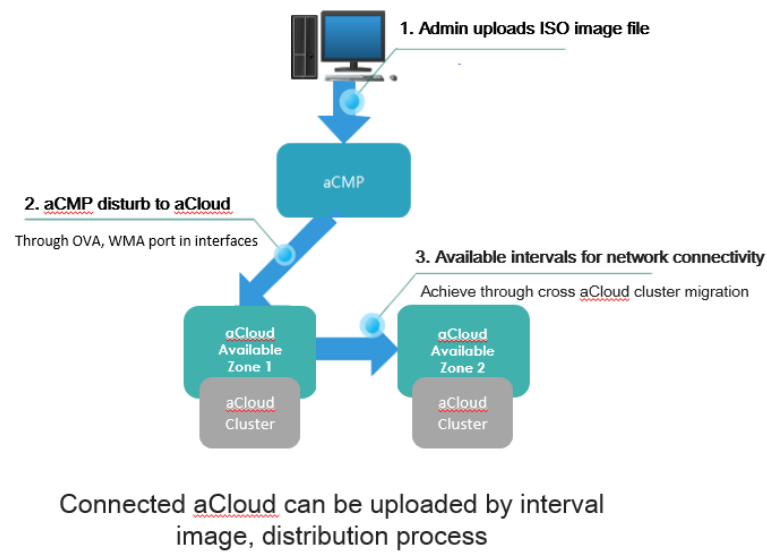 1. Admin uploads ISO image file
aCMP
2. aCMP disturb to aCloud
Through OVA, WMA port in interfaces
3. Available intervals for network connectivity
Achieve through cross aCloud cluster migration
aCloud
Available
Zone 1
aCloud
Cluster
aCloud
Available
Zone 2
aCloud
Cluster
Connected aCloud can be uploaded by interval
image, distribution process